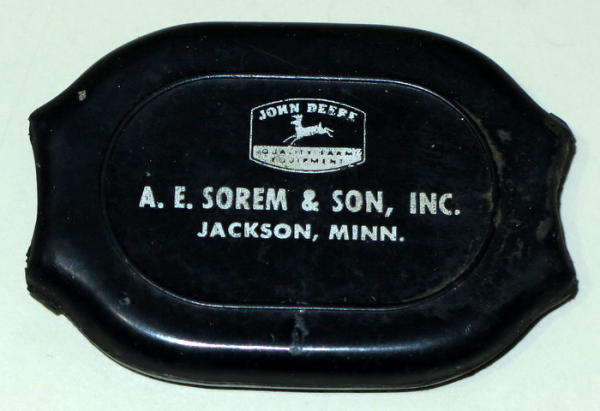 JOHN DEERE
QUALITY FARM
EQUIPMENT
A. E. SOREM & SON, INC.
JACKSON, MINN.